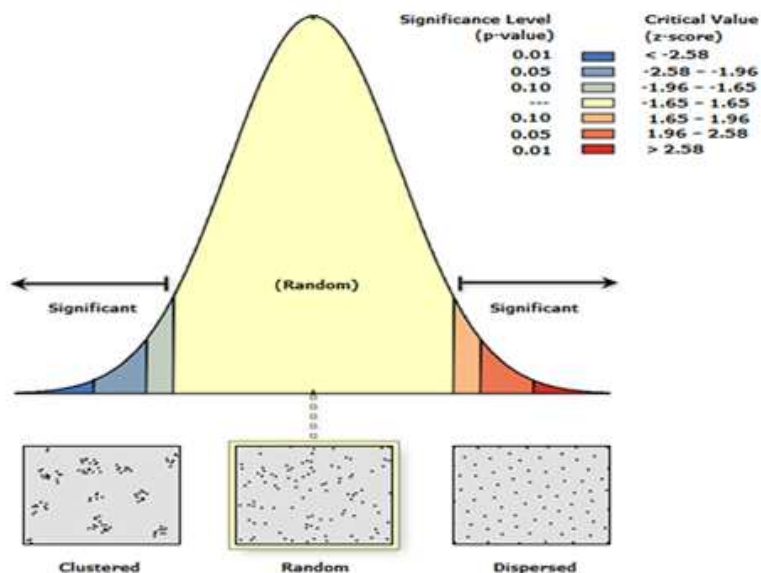 Significance Level Critical Value
(p-value) (z-score)
0.01 < -2.58
0.05 -2.58 – -1.96
0.10 -1.96 – -1.65
--- -1.65 – 1.65
0.10 1.65 – 1.96
0.05 1.96 – 2.58
0.01 > 2.58
(Random)
Significant Significant
Clustered Random Dispersed